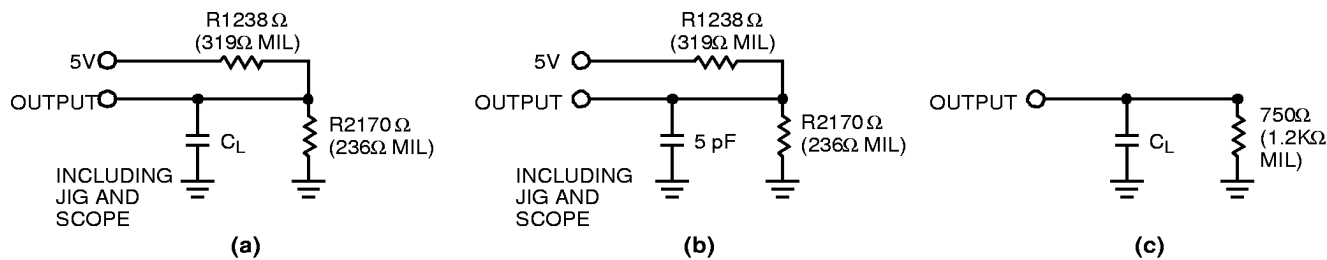 R1238Ω
(319Ω MIL)
5V
OUTPUT
C_L
R2170Ω
(236Ω MIL)
INCLUDING
JIG AND
SCOPE
(a)
R1238Ω
(319Ω MIL)
5V
OUTPUT
5 pF
R2170Ω
(236Ω MIL)
INCLUDING
JIG AND
SCOPE
(b)
OUTPUT
C_L
750Ω
(1.2KΩ
MIL)
(c)